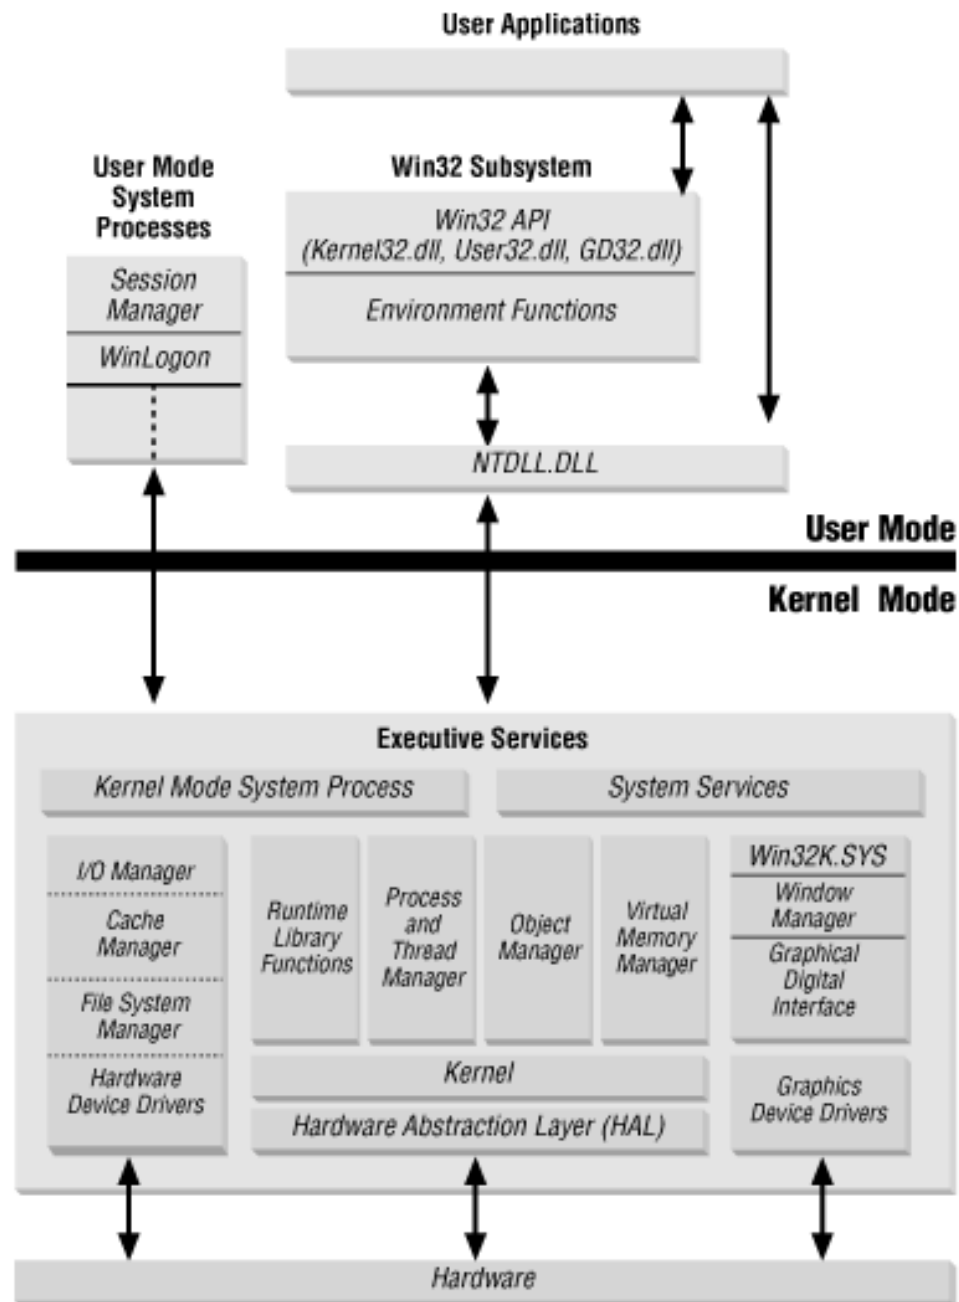 User Applications
User Mode
System
Processes
Win32 Subsystem
Session
Manager
WinLogon
Win32 API
(Kernel32.dll, User32.dll, GD32.dll)
Environment Functions
NTDLL.DLL
User Mode
Kernel Mode
Executive Services
Kernel Mode System Process
System Services
I/O Manager
Cache
Manager
File System
Manager
Hardware
Device Drivers
Runtime
Library
Functions
Process
and
Thread
Manager
Object
Manager
Virtual
Memory
Manager
Win32K.SYS
Window
Manager
Graphical
Digital
Interface
Kernel
Hardware Abstraction Layer (HAL)
Graphics
Device Drivers
Hardware